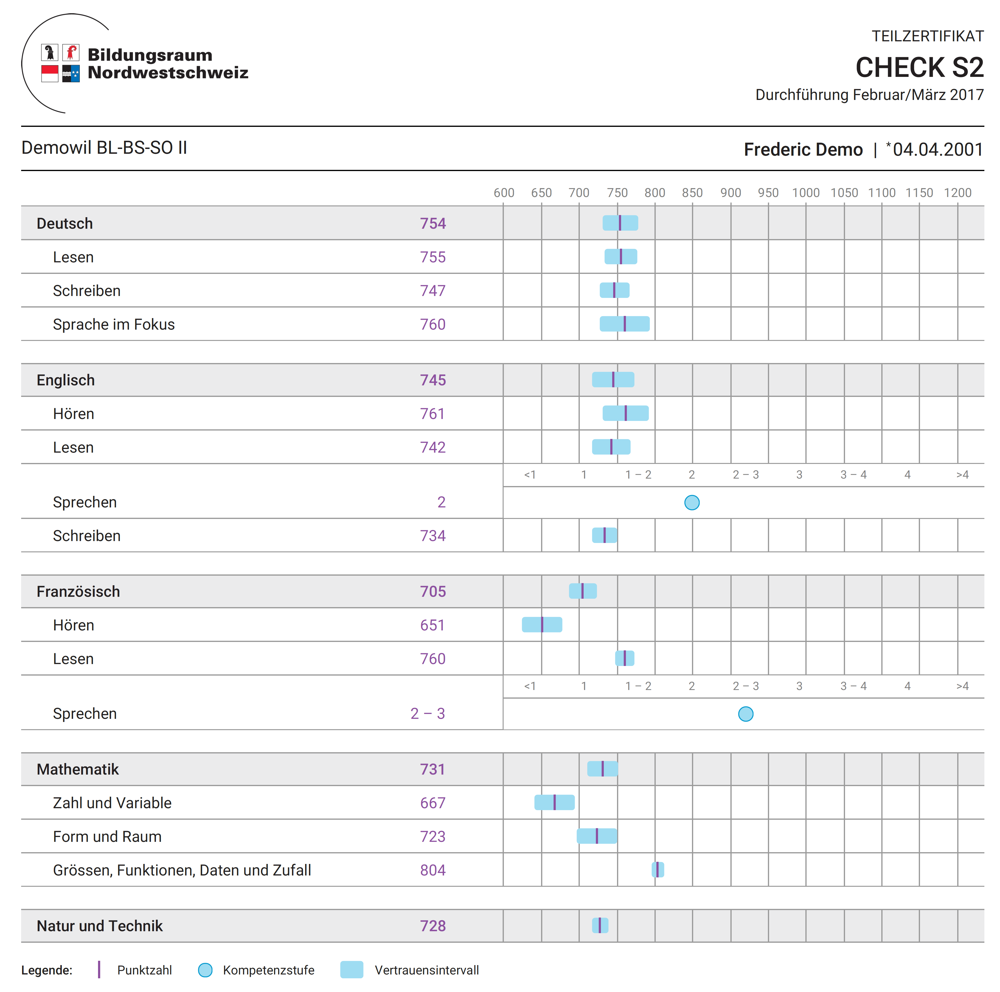 Bildungsraum
Nordwestschweiz
TEILZERTIFIKAT
CHECK S2
Durchführung Februar/März 2017
Demowil BL-BS-SO II
Frederic Demo | *04.04.2001
600 650 700 750 800 850 900 950 1000 1050 1100 1150 1200
Deutsch 754
Lesen 755
Schreiben 747
Sprache im Fokus 760
Englisch 745
Hören 761
Lesen 742
<1 1 1 – 2 2 2 – 3 3 3 – 4 4 >4
Sprechen 2
Schreiben 734
Französisch 705
Hören 651
Lesen 760
<1 1 1 – 2 2 2 – 3 3 3 – 4 4 >4
Sprechen 2 – 3
Mathematik 731
Zahl und Variable 667
Form und Raum 723
Grössen, Funktionen, Daten und Zufall 804
Natur und Technik 728
Legende: Punktzahl Kompetenzstufe Vertrauensintervall